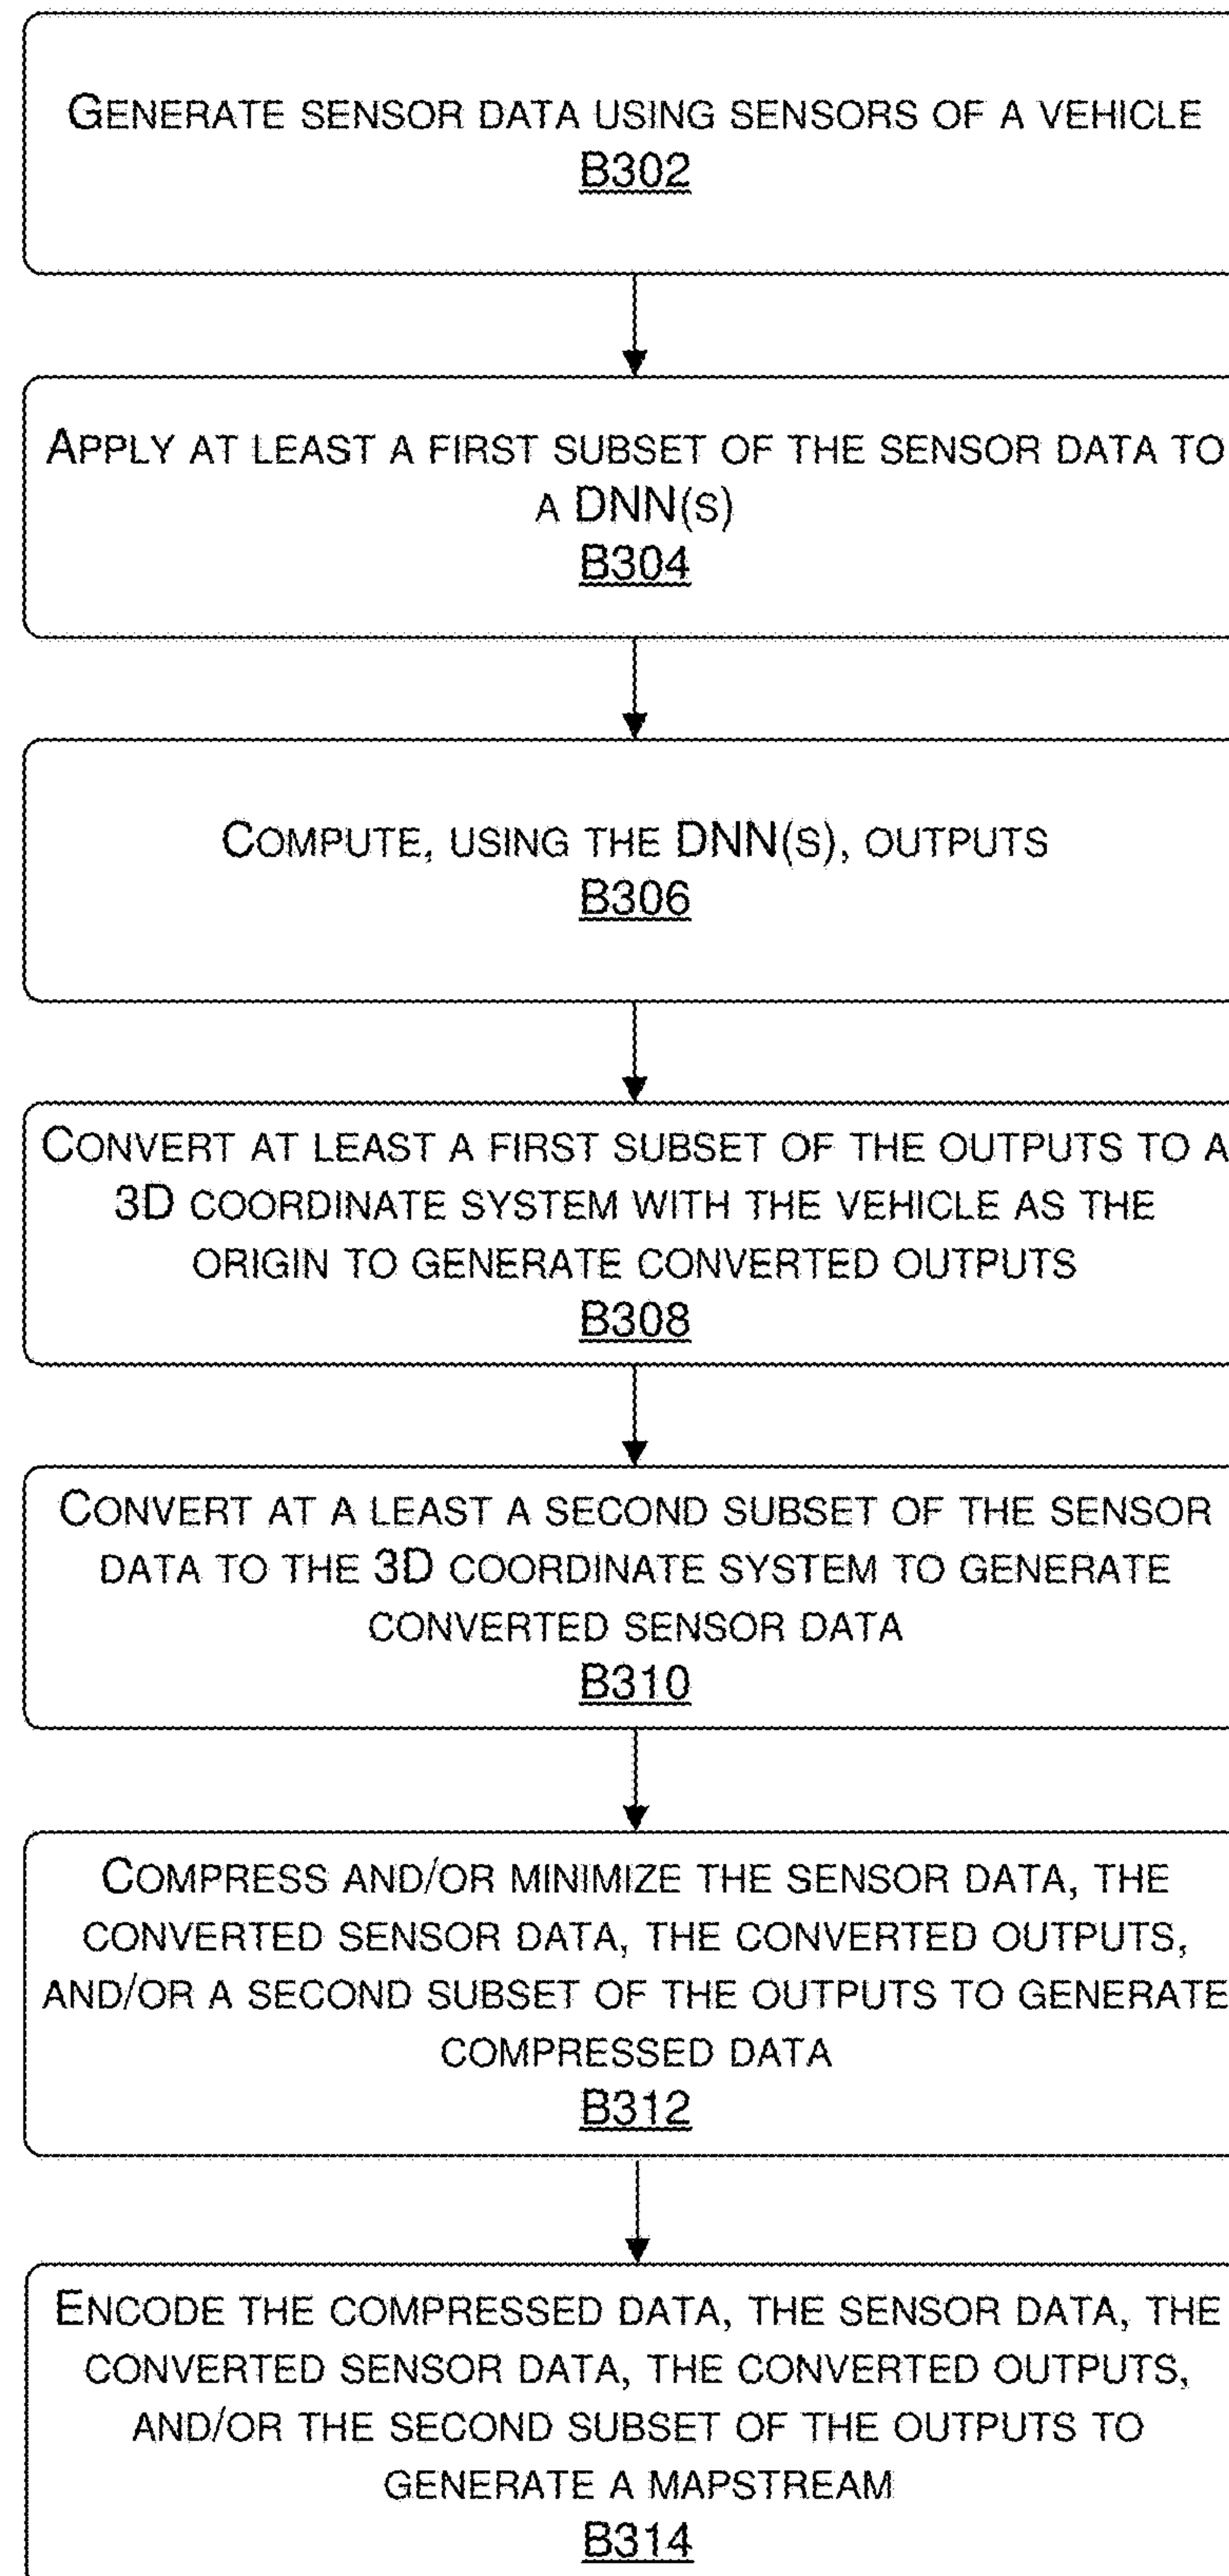 GENERATE SENSOR DATA USING SENSORS OF A VEHICLE
B302
APPLY AT LEAST A FIRST SUBSET OF THE SENSOR DATA TO
A DNN(S)
B304
COMPUTE, USING THE DNN(S), OUTPUTS
B306
CONVERT AT LEAST A FIRST SUBSET OF THE OUTPUTS TO A
3D COORDINATE SYSTEM WITH THE VEHICLE AS THE
ORIGIN TO GENERATE CONVERTED OUTPUTS
B308
CONVERT AT A LEAST A SECOND SUBSET OF THE SENSOR
DATA TO THE 3D COORDINATE SYSTEM TO GENERATE
CONVERTED SENSOR DATA
B310
COMPRESS AND/OR MINIMIZE THE SENSOR DATA, THE
CONVERTED SENSOR DATA, THE CONVERTED OUTPUTS,
AND/OR A SECOND SUBSET OF THE OUTPUTS TO GENERATE
COMPRESSED DATA
B312
ENCODE THE COMPRESSED DATA, THE SENSOR DATA, THE
CONVERTED SENSOR DATA, THE CONVERTED OUTPUTS,
AND/OR THE SECOND SUBSET OF THE OUTPUTS TO
GENERATE A MAPSTREAM
B314